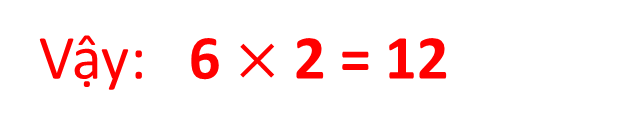 Vậy: 6 × 2 = 12